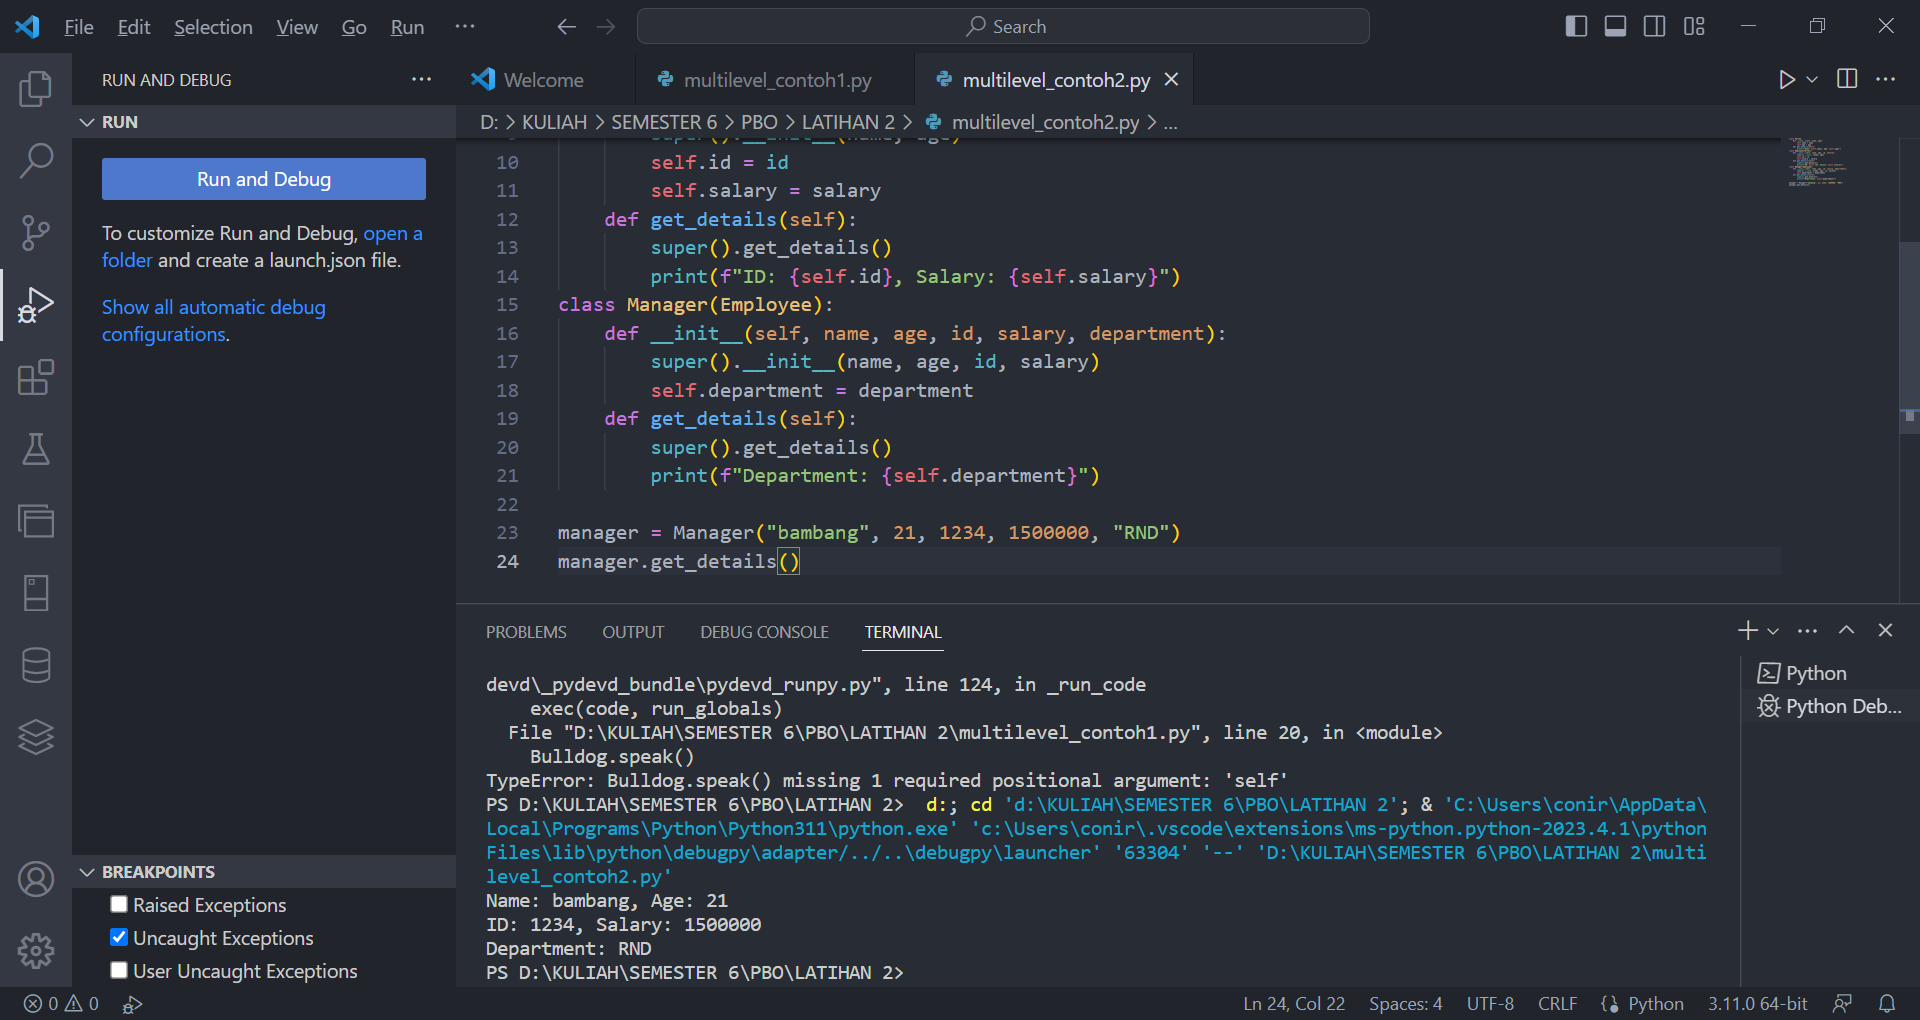 File Edit Selection View Go Run ... Search
RUN AND DEBUG ...
Welcome multilevel_contoh1.py multilevel_contoh2.py
RUN
D: > KULIAH > SEMESTER 6 > PBO > LATIHAN 2 > multilevel_contoh2.py > ...
Run and Debug
To customize Run and Debug, open a
folder and create a launch.json file.
Show all automatic debug
configurations.
super().__init__(name, age)
10 self.id = id
11 self.salary = salary
12 def get_details(self):
13 super().get_details()
14 print(f"ID: {self.id}, Salary: {self.salary}")
15 class Manager(Employee):
16 def __init__(self, name, age, id, salary, department):
17 super().__init__(name, age, id, salary)
18 self.department = department
19 def get_details(self):
20 super().get_details()
21 print(f"Department: {self.department}")
22
23 manager = Manager("bambang", 21, 1234, 1500000, "RND")
24 manager.get_details()
PROBLEMS OUTPUT DEBUG CONSOLE TERMINAL
devd\_pydevd_bundle\pydevd_runpy.py", line 124, in _run_code
exec(code, run_globals)
File "D:\KULIAH\SEMESTER 6\PBO\LATIHAN 2\multilevel_contoh1.py", line 20, in <module>
Bulldog.speak()
TypeError: Bulldog.speak() missing 1 required positional argument: 'self'
PS D:\KULIAH\SEMESTER 6\PBO\LATIHAN 2> d:; cd 'd:\KULIAH\SEMESTER 6\PBO\LATIHAN 2'; & 'C:\Users\conir\AppData\
Local\Programs\Python\Python311\python.exe' 'c:\Users\conir\.vscode\extensions\ms-python.python-2023.4.1\python
Files\lib\python\debugpy\adapter/../..\debugpy\launcher' '63304' '--' 'D:\KULIAH\SEMESTER 6\PBO\LATIHAN 2\multi
level_contoh2.py'
Name: bambang, Age: 21
ID: 1234, Salary: 1500000
Department: RND
PS D:\KULIAH\SEMESTER 6\PBO\LATIHAN 2>
Python
Python Deb...
BREAKPOINTS
Raised Exceptions
Uncaught Exceptions
User Uncaught Exceptions
0 0
Ln 24, Col 22 Spaces: 4 UTF-8 CRLF Python 3.11.0 64-bit